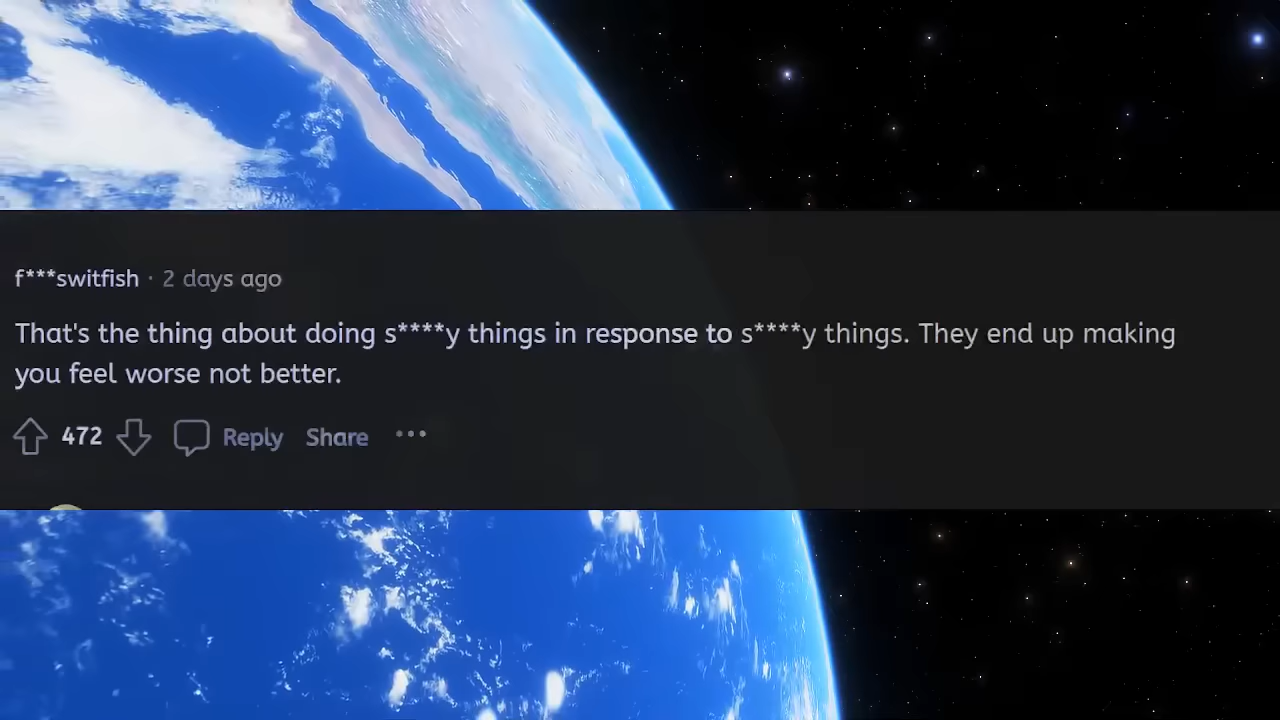 f***switfish · 2 days ago
That's the thing about doing s****y things in response to s****y things. They end up making
you feel worse not better.
472 Reply Share ···